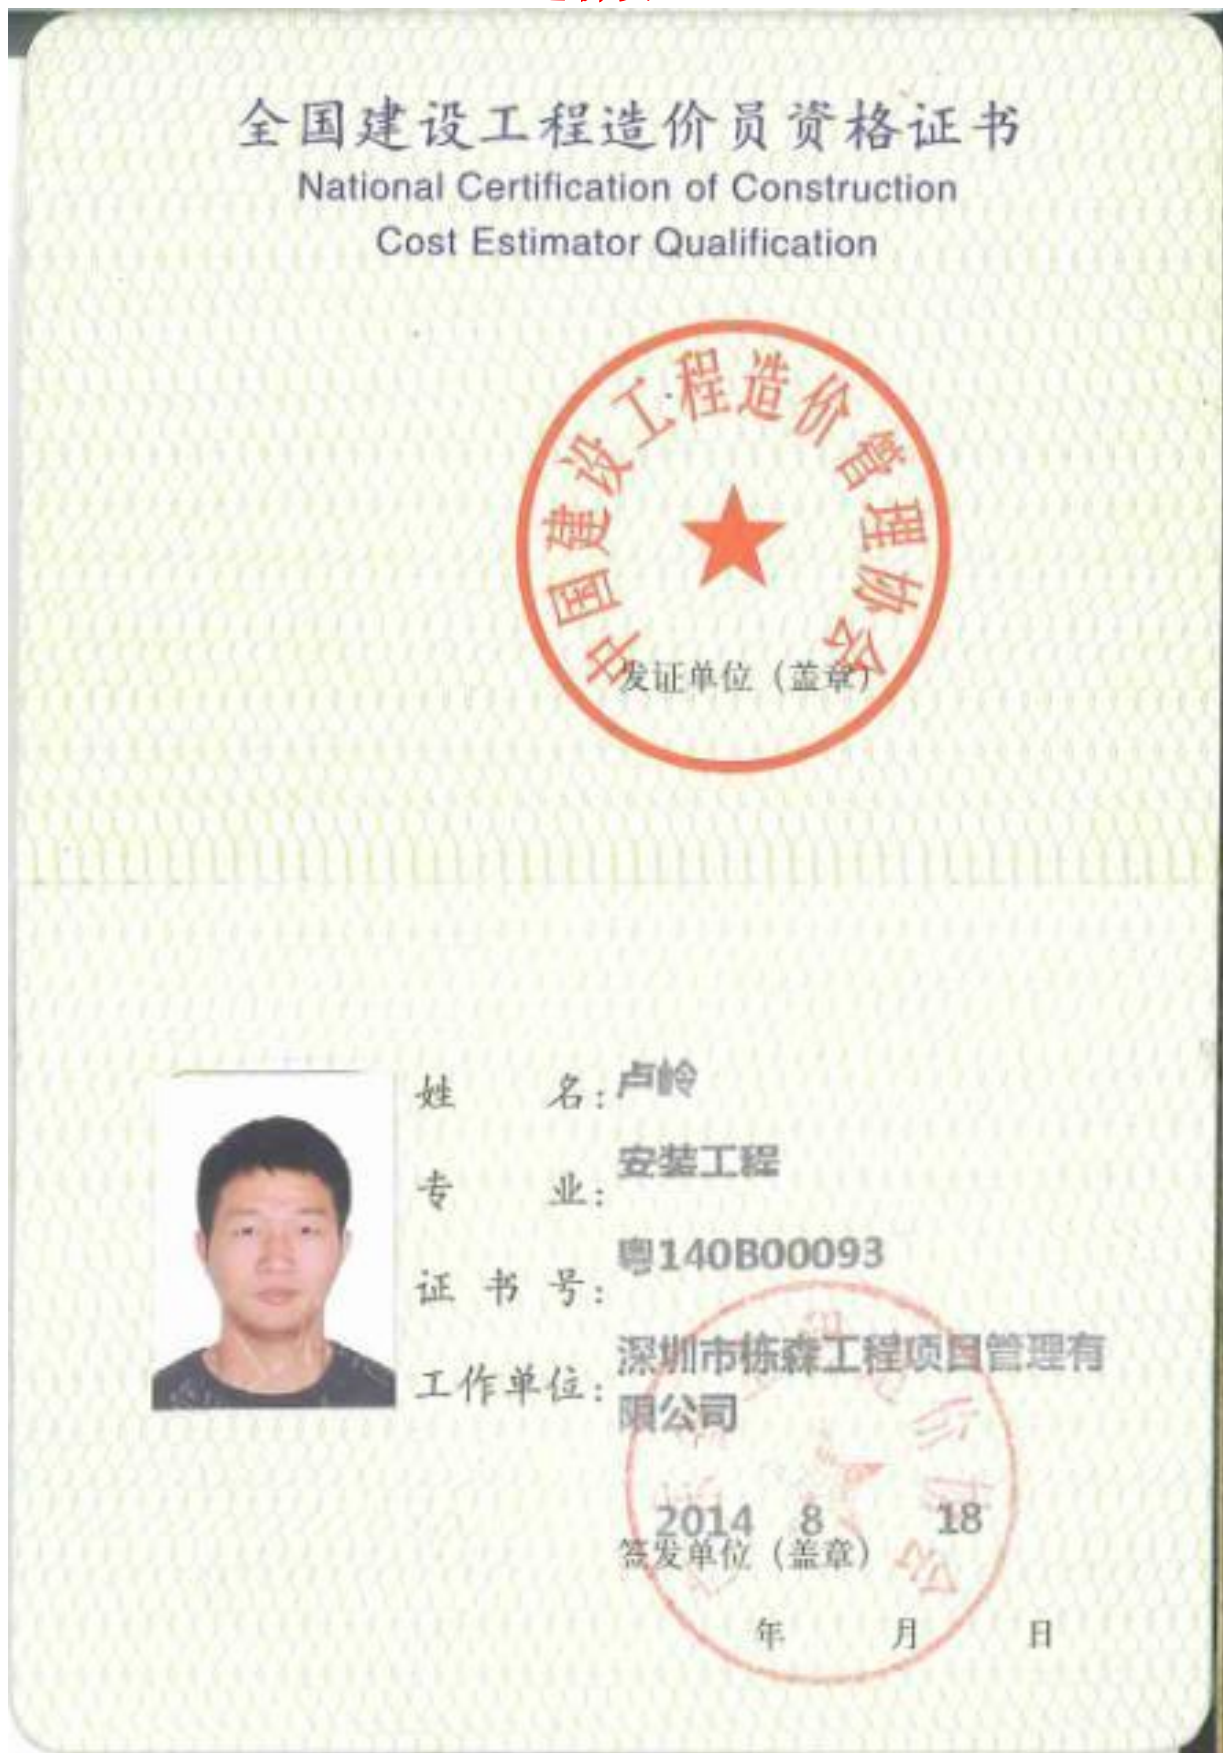 全国建设工程造价员资格证书
National Certification of Construction
Cost Estimator Qualification
中国建设工程造价管理协会
发证单位（盖章）
姓 名：卢岭
专 业：安装工程
证 书 号：粤140B00093
工作单位：深圳市栋森工程项目管理有
限公司
2014 8 18
签发单位（盖章）
年 月 日